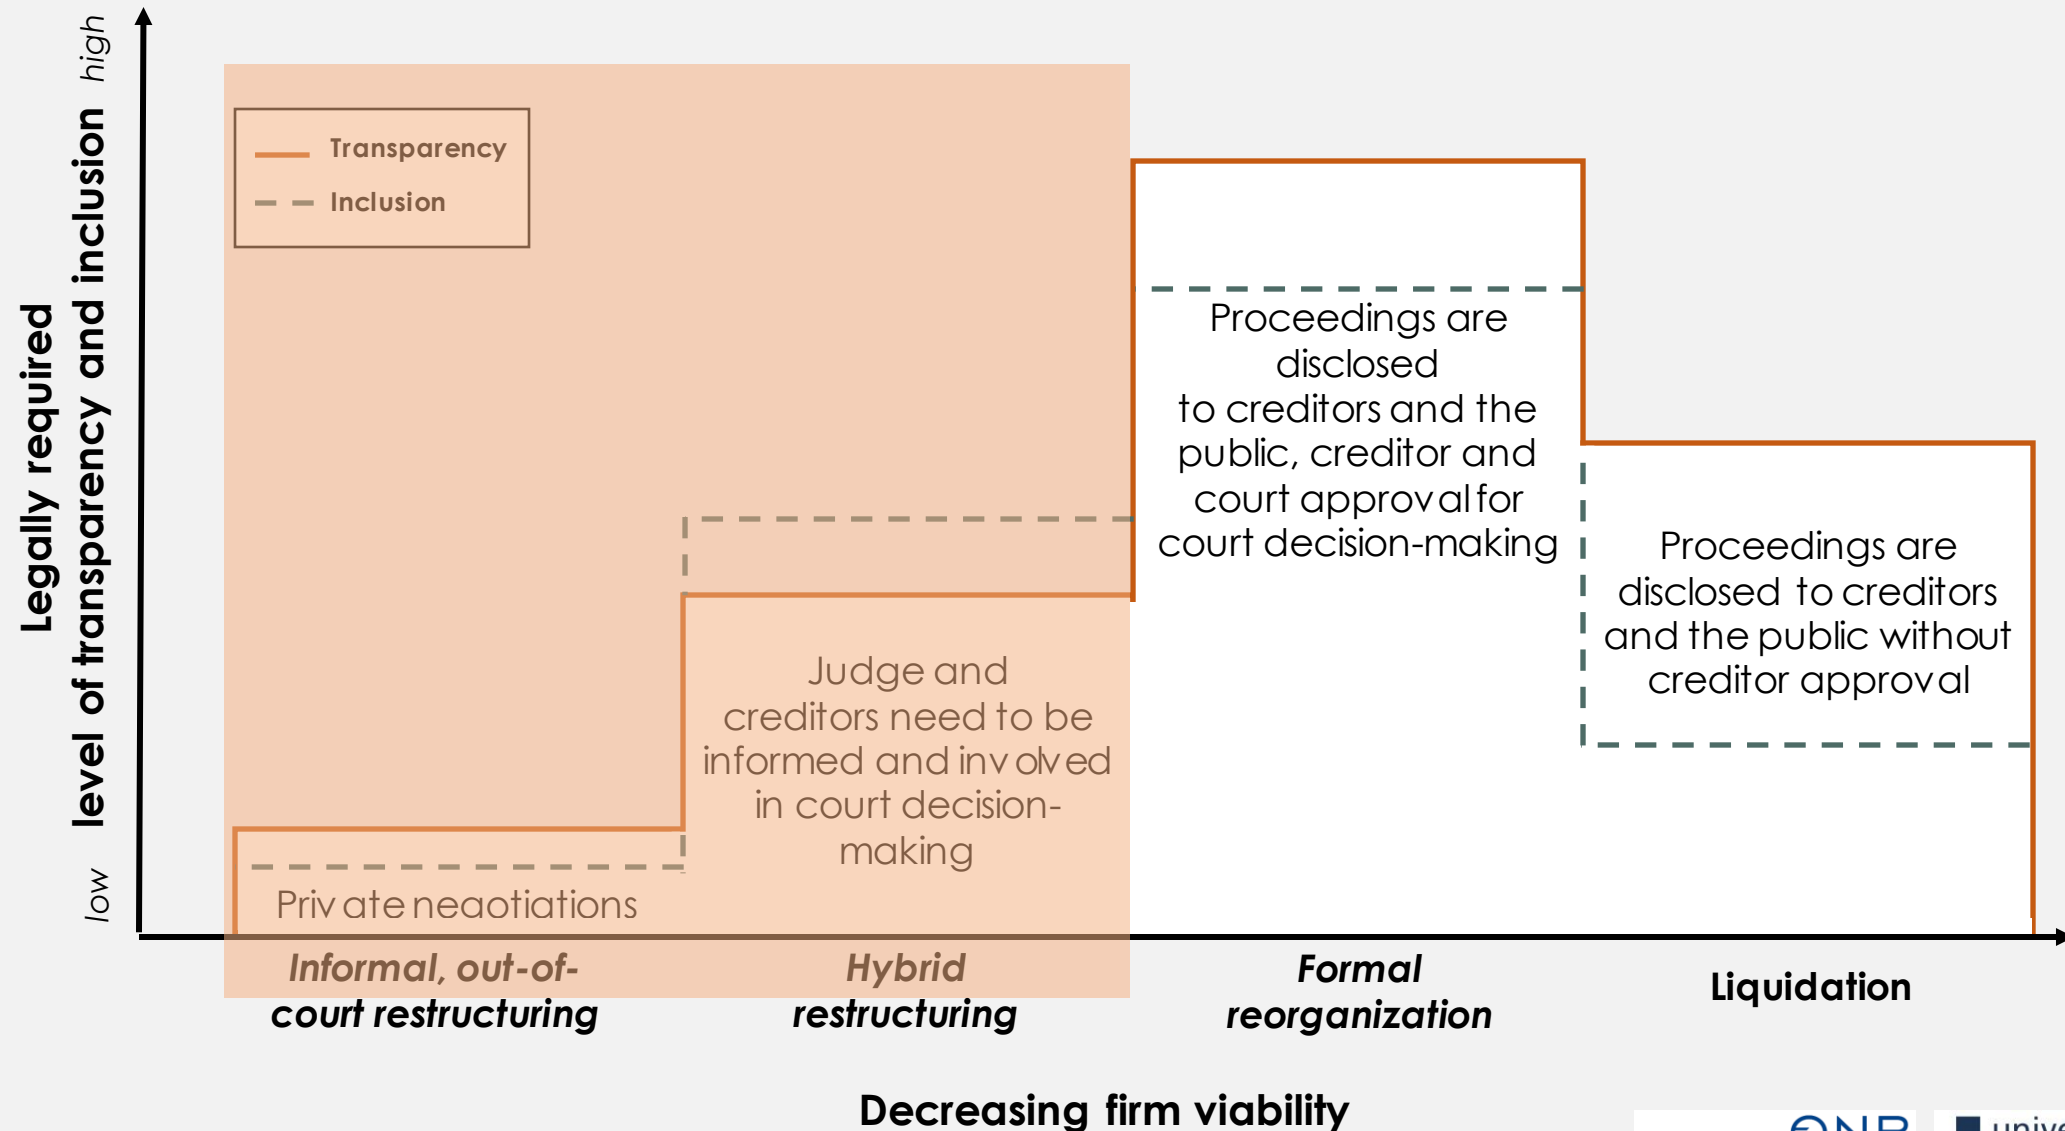 high
Legally required
level of transparency and inclusion
low
Transparency
Inclusion
Proceedings are
disclosed
to creditors and the
public, creditor and
court approval for
court decision-making
Proceedings are
disclosed to creditors
and the public without
creditor approval
Judge and
creditors need to be
informed and involved
in court decision-
making
Private negotiations
Informal, out-of-
court restructuring
Hybrid
restructuring
Formal
reorganization
Liquidation
Decreasing firm viability